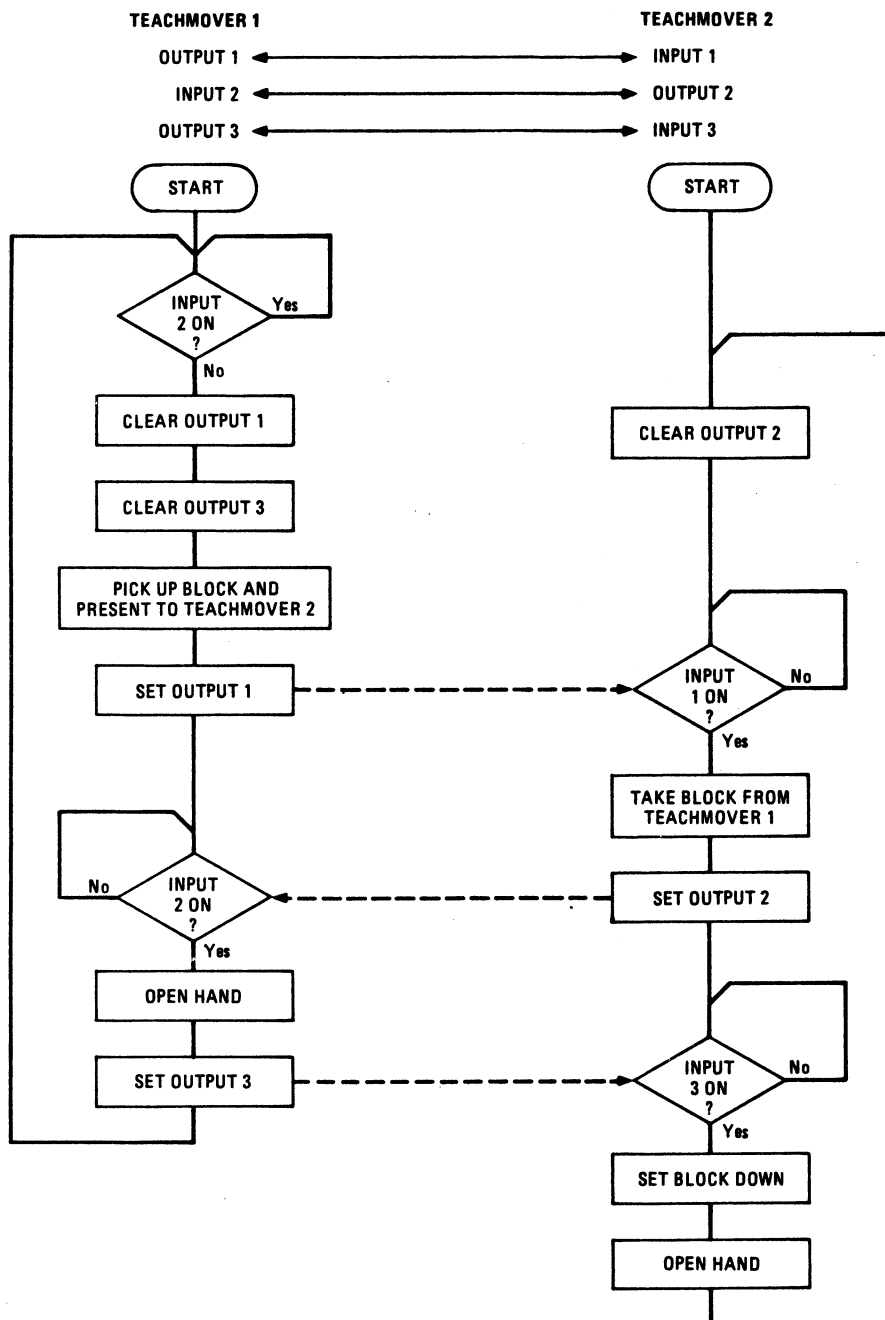 TEACHMOVER 1
TEACHMOVER 2
OUTPUT 1
INPUT 1
INPUT 2
OUTPUT 2
OUTPUT 3
INPUT 3
START
INPUT
2 ON
?
Yes
No
CLEAR OUTPUT 1
CLEAR OUTPUT 3
PICK UP BLOCK AND
PRESENT TO TEACHMOVER 2
SET OUTPUT 1
INPUT
2 ON
?
No
Yes
OPEN HAND
SET OUTPUT 3
START
CLEAR OUTPUT 2
INPUT
1 ON
?
No
Yes
TAKE BLOCK FROM
TEACHMOVER 1
SET OUTPUT 2
INPUT
3 ON
?
No
Yes
SET BLOCK DOWN
OPEN HAND